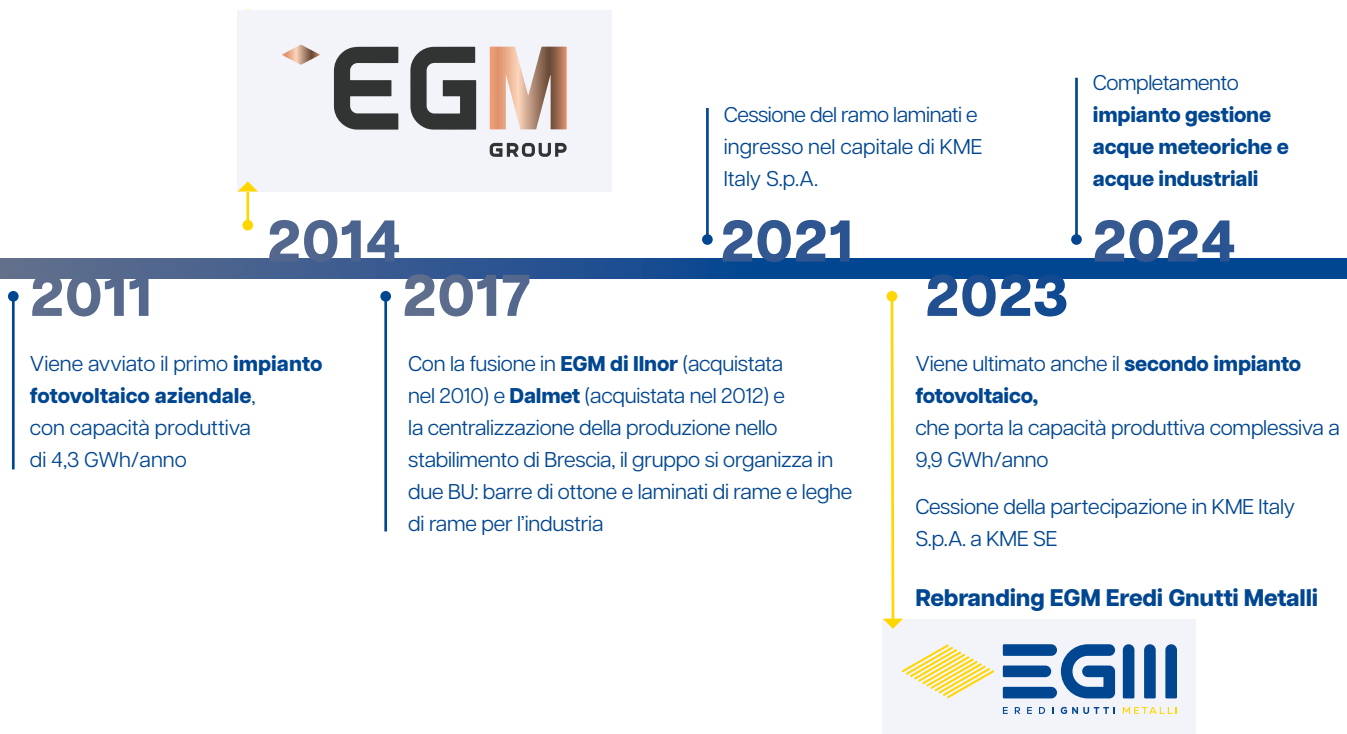 EGM
GROUP
2014
2011
Viene avviato il primo impianto
fotovoltaico aziendale,
con capacità produttiva
di 4,3 GWh/anno
2017
Con la fusione in EGM di Ilnor (acquistata
nel 2010) e Dalmet (acquistata nel 2012) e
la centralizzazione della produzione nello
stabilimento di Brescia, il gruppo si organizza in
due BU: barre di ottone e laminati di rame e leghe
di rame per l’industria
Cessione del ramo laminati e
ingresso nel capitale di KME
Italy S.p.A.
2021
2023
Viene ultimato anche il secondo impianto
fotovoltaico,
che porta la capacità produttiva complessiva a
9,9 GWh/anno
Cessione della partecipazione in KME Italy
S.p.A. a KME SE
Rebranding EGM Eredi Gnutti Metalli
EGM
EREDI GNUTTI METALLI
Completamento
impianto gestione
acque meteoriche e
acque industriali
2024